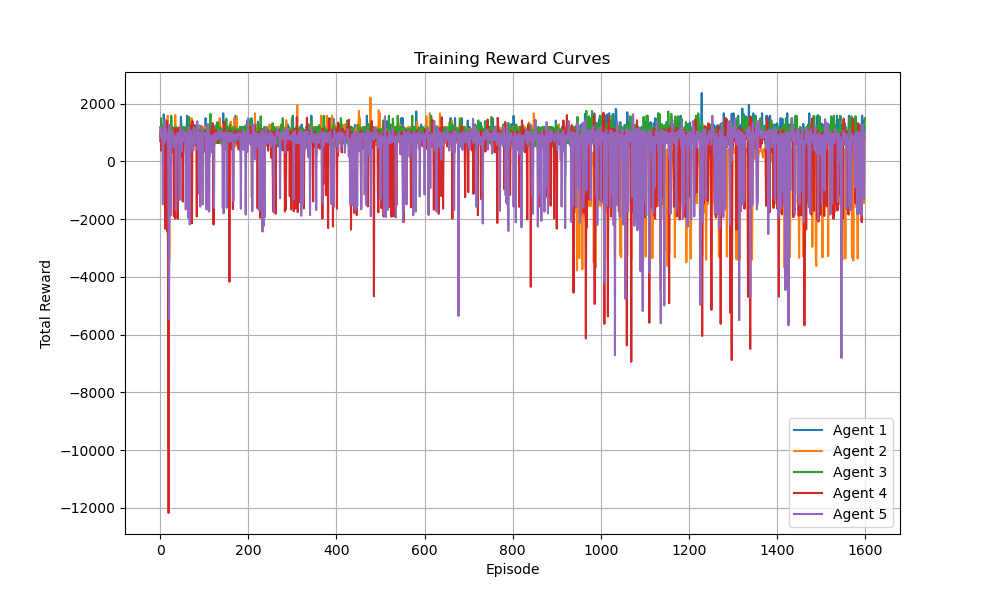 Training Reward Curves
Total Reward
2000
0
−2000
−4000
−6000
−8000
−10000
−12000
0 200 400 600 800 1000 1200 1400 1600
Episode
Agent 1
Agent 2
Agent 3
Agent 4
Agent 5